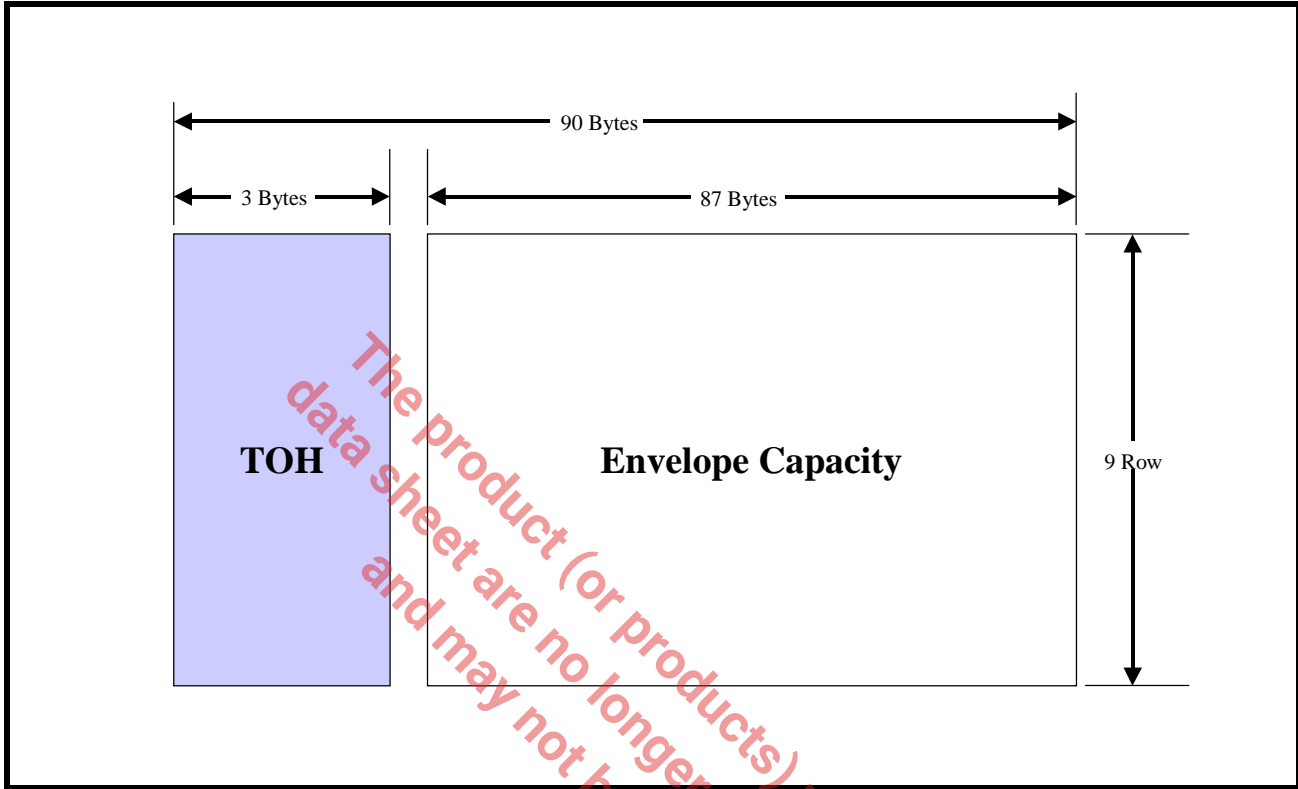 90 Bytes
3 Bytes
87 Bytes
TOH
Envelope Capacity
9 Row
The product (or products)
data sheet are no longer
and may not